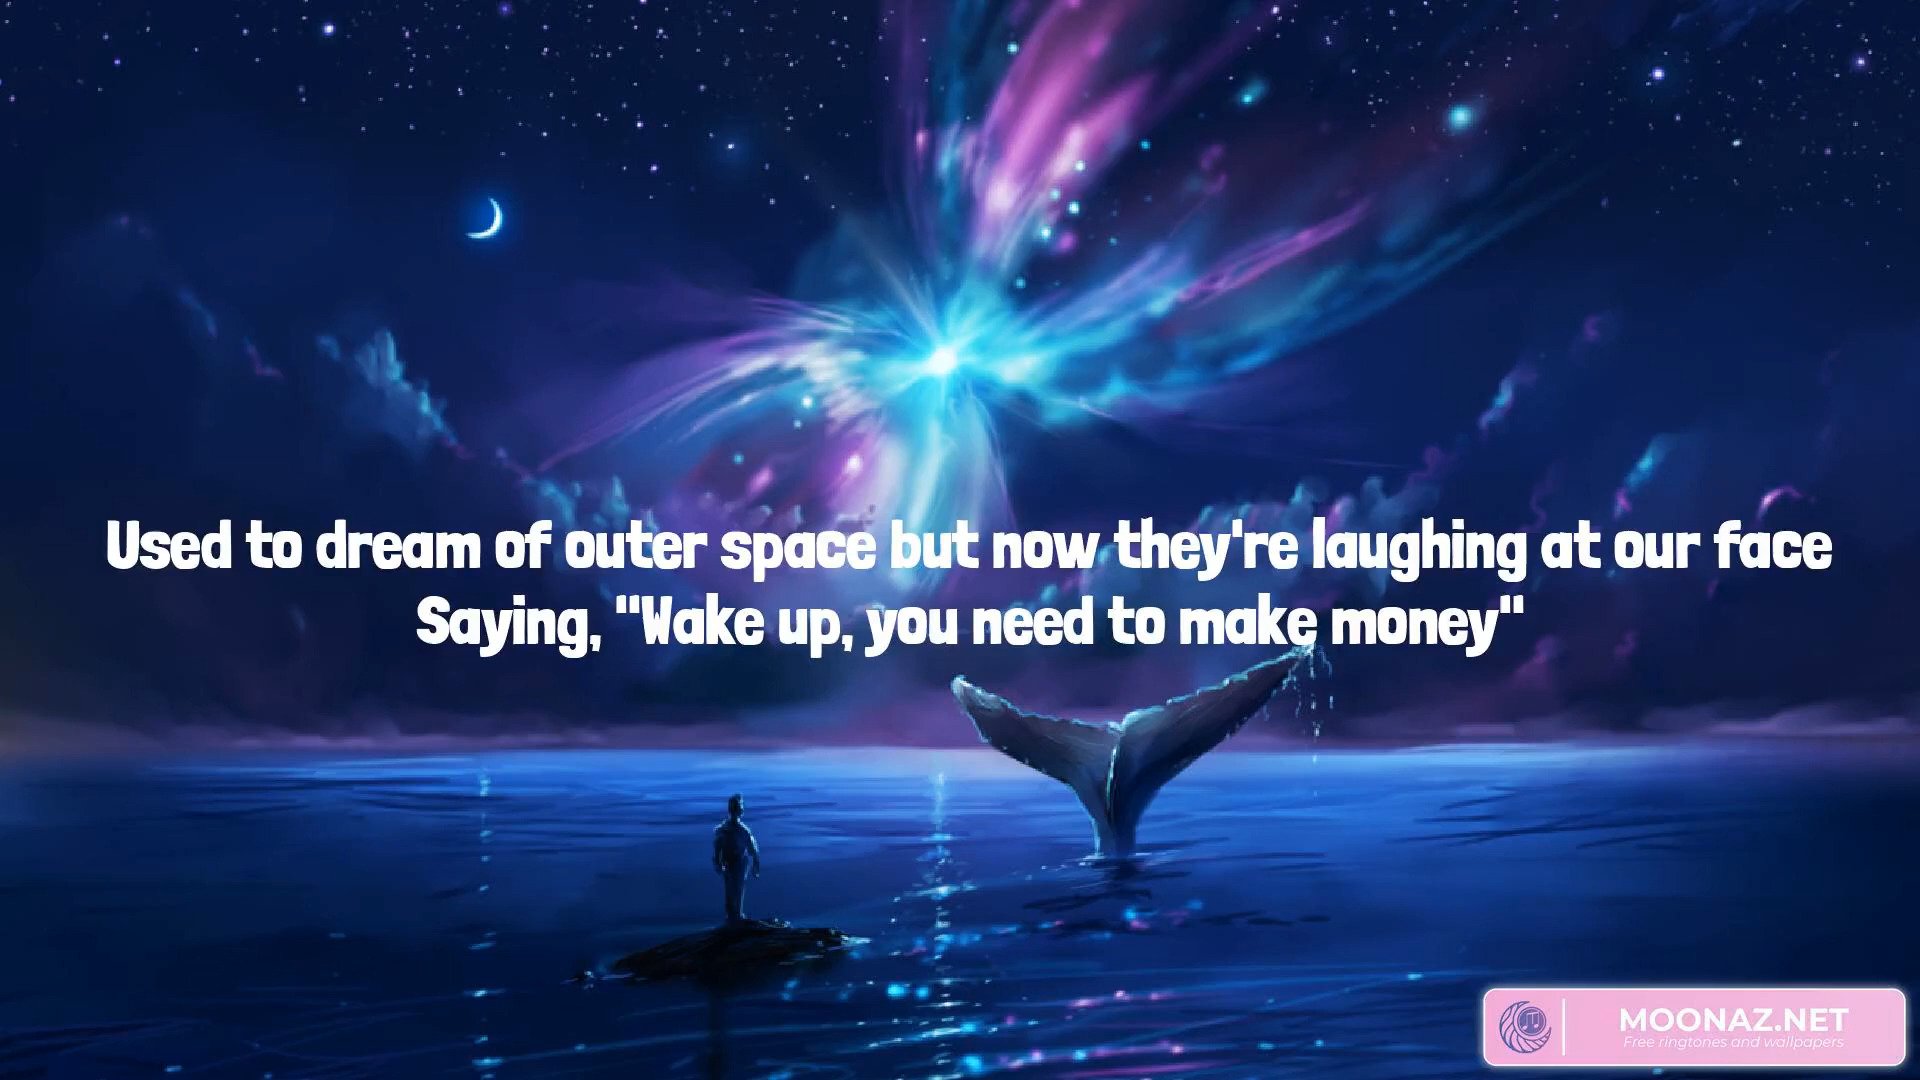 Used to dream of outer space but now they're laughing at our face
Saying, "Wake up, you need to make money"
MOONAZ.NET
Free ringtones and wallpapers